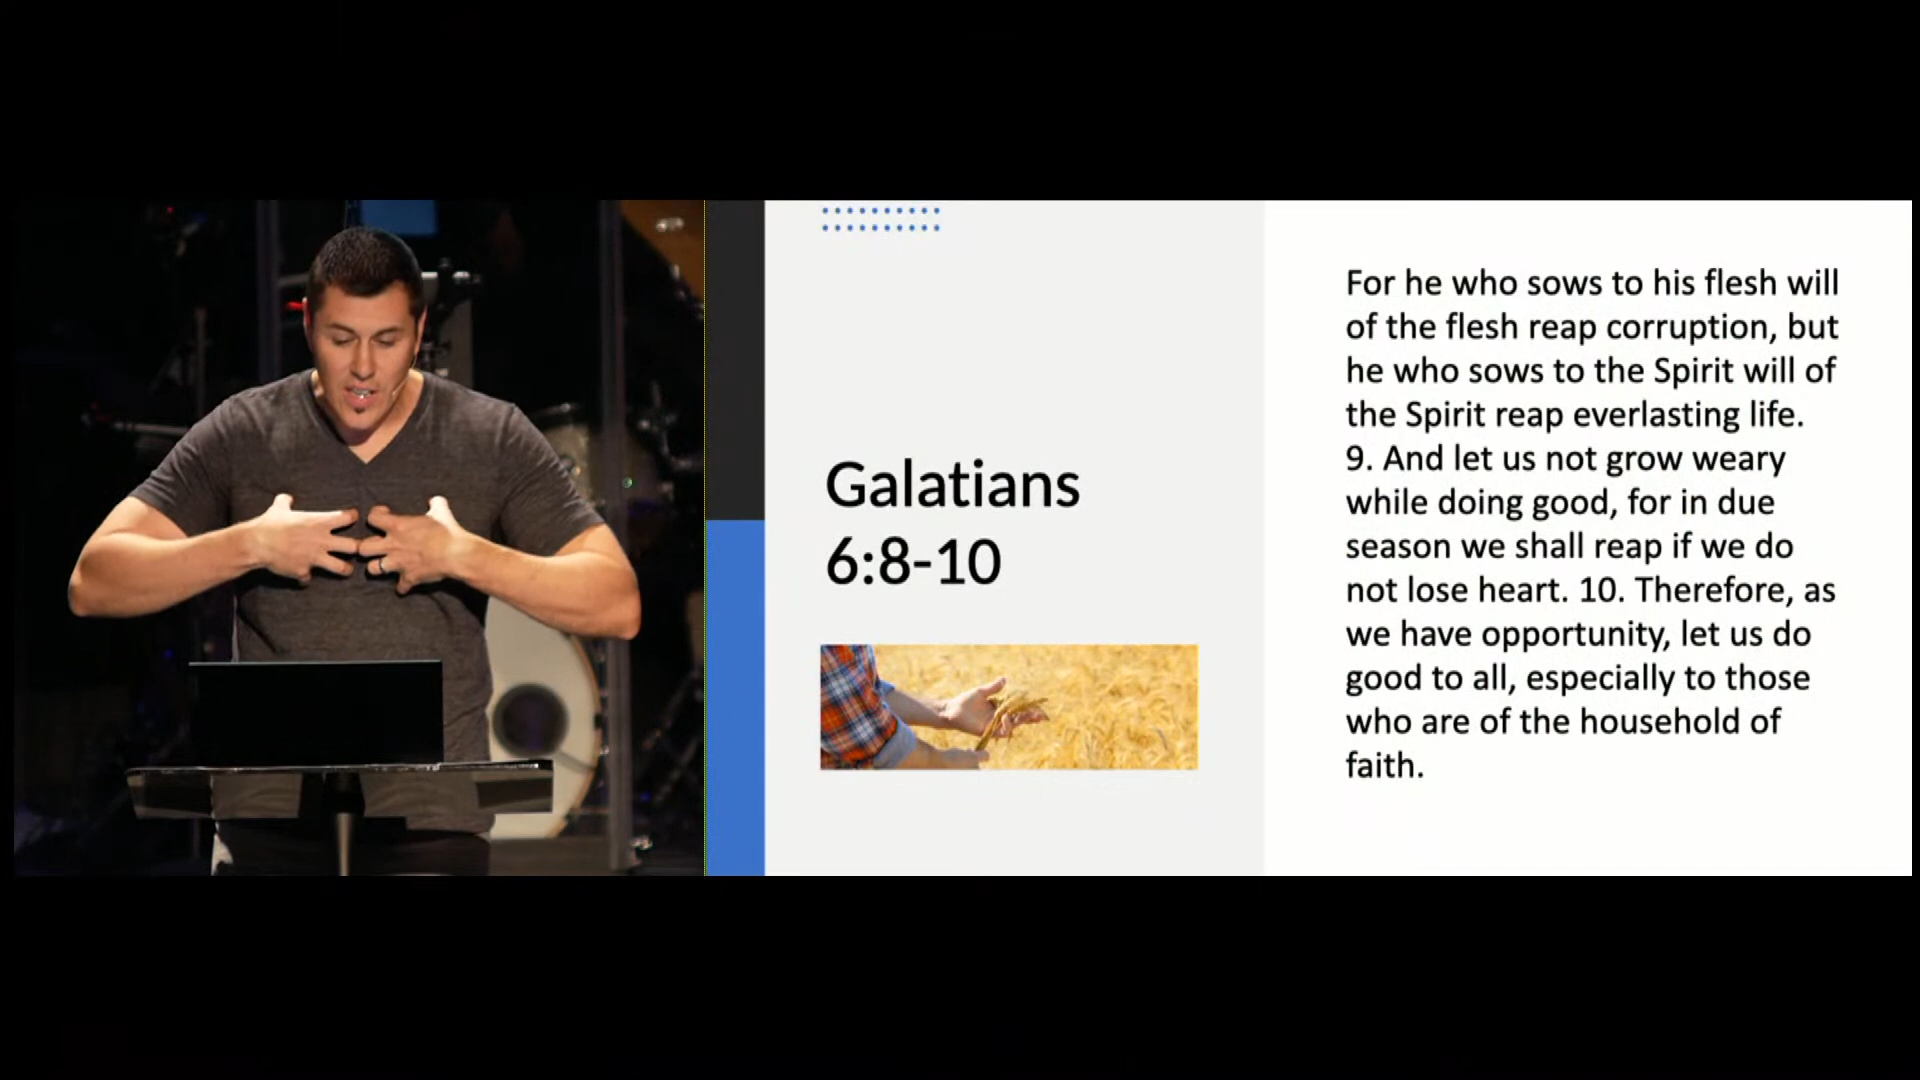 Galatians
6:8-10
For he who sows to his flesh will
of the flesh reap corruption, but
he who sows to the Spirit will of
the Spirit reap everlasting life.
9. And let us not grow weary
while doing good, for in due
season we shall reap if we do
not lose heart. 10. Therefore, as
we have opportunity, let us do
good to all, especially to those
who are of the household of
faith.